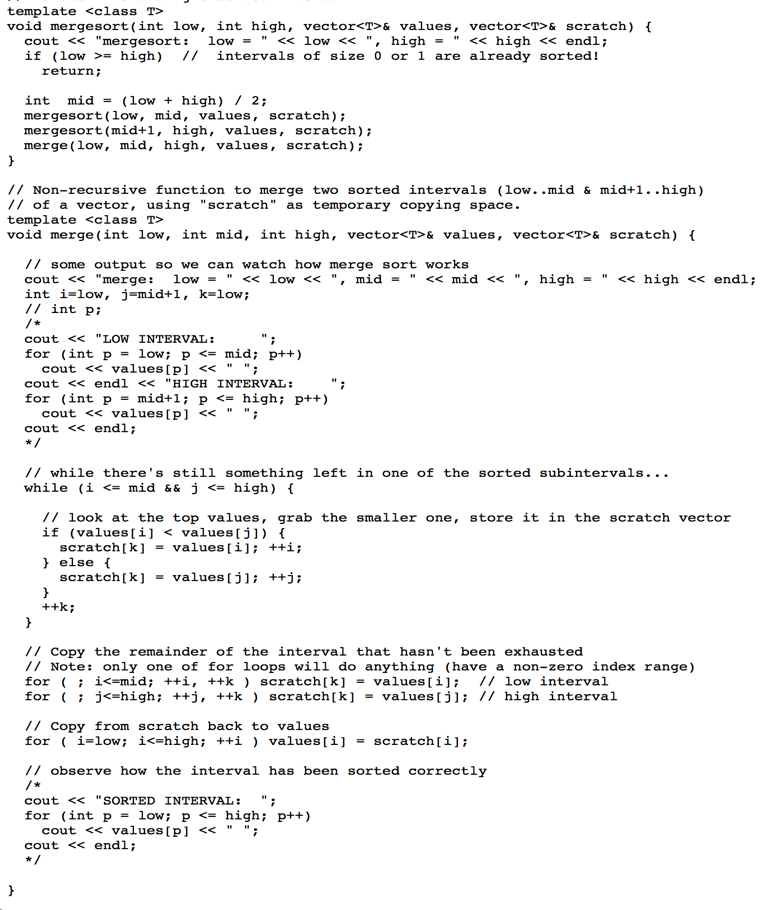 template <class T>
void mergesort(int low, int high, vector<T>& values, vector<T>& scratch) {
  cout << "mergesort:  low = " << low << ", high = " << high << endl;
  if (low >= high)  //  intervals of size 0 or 1 are already sorted!
    return;

  int  mid = (low + high) / 2;
  mergesort(low, mid, values, scratch);
  mergesort(mid+1, high, values, scratch);
  merge(low, mid, high, values, scratch);
}

// Non-recursive function to merge two sorted intervals (low..mid & mid+1..high)
// of a vector, using "scratch" as temporary copying space.
template <class T>
void merge(int low, int mid, int high, vector<T>& values, vector<T>& scratch) {

  // some output so we can watch how merge sort works
  cout << "merge:  low = " << low << ", mid = " << mid << ", high = " << high << endl;
  int i=low, j=mid+1, k=low;
  // int p;
  /*
  cout << "LOW INTERVAL:     ";
  for (int p = low; p <= mid; p++)
    cout << values[p] << " ";
  cout << endl << "HIGH INTERVAL:    ";
  for (int p = mid+1; p <= high; p++)
    cout << values[p] << " ";
  cout << endl;
  */

  // while there's still something left in one of the sorted subintervals...
  while (i <= mid && j <= high) {

    // look at the top values, grab the smaller one, store it in the scratch vector
    if (values[i] < values[j]) {
      scratch[k] = values[i]; ++i;
    } else {
      scratch[k] = values[j]; ++j;
    }
    ++k;
  }

  // Copy the remainder of the interval that hasn't been exhausted
  // Note: only one of for loops will do anything (have a non-zero index range)
  for ( ; i<=mid; ++i, ++k ) scratch[k] = values[i];  // low interval
  for ( ; j<=high; ++j, ++k ) scratch[k] = values[j]; // high interval

  // Copy from scratch back to values
  for ( i=low; i<=high; ++i ) values[i] = scratch[i];

  // observe how the interval has been sorted correctly
  /*
  cout << "SORTED INTERVAL:  ";
  for (int p = low; p <= high; p++)
    cout << values[p] << " ";
  cout << endl;
  */

}